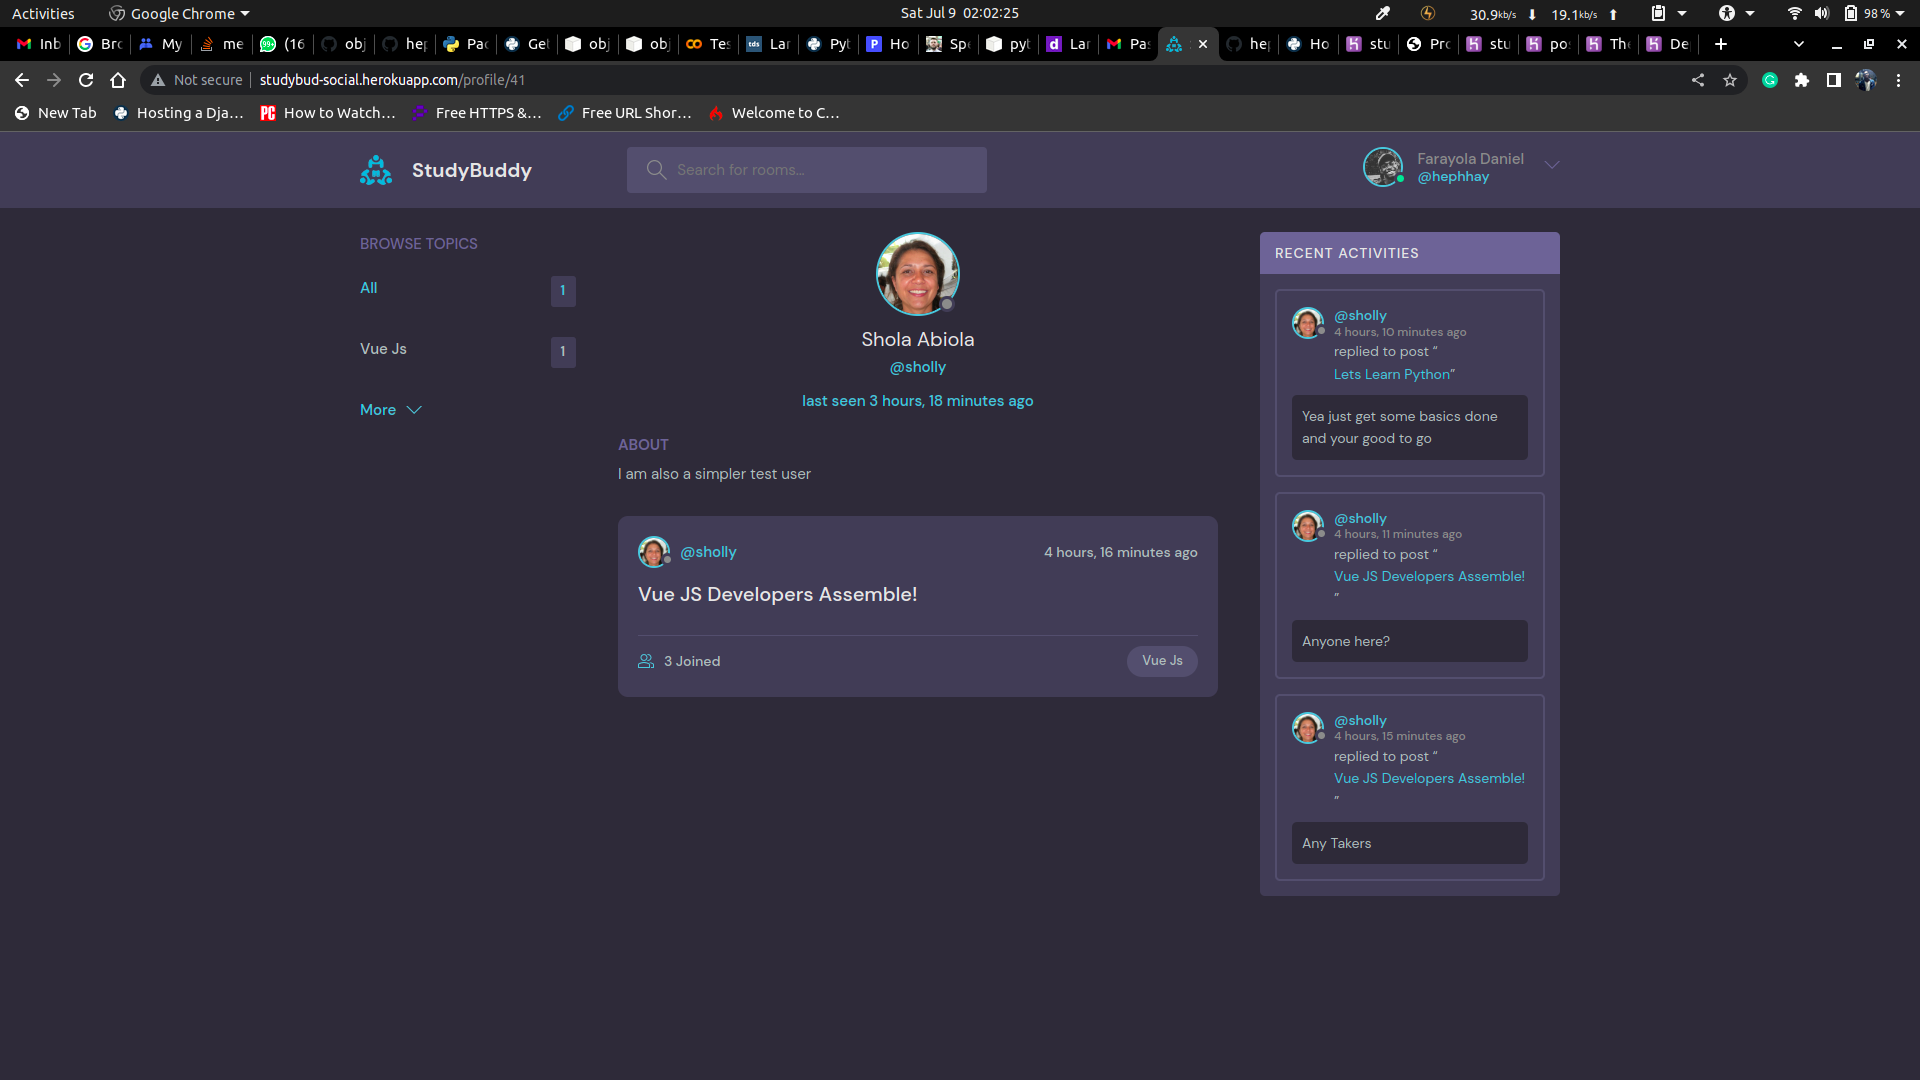 Activities
Google Chrome
Sat Jul 9 02:02:25
30.9kb/s
19.1kb/s
98 %
Inb
Bro
My
me
(16
obj
hep
Pac
Get
obj
obj
Tes
tds
Lar
Pyt
Ho
Spe
pyt
Lar
Pas
hep
Ho
stu
Pro
stu
pos
The
Dep
Not secure
studybud-social.herokuapp.com/profile/41
New Tab
Hosting a Dja...
How to Watch...
Free HTTPS &...
Free URL Shor...
Welcome to C...
StudyBuddy
Search for rooms...
Farayola Daniel
@hephhay
BROWSE TOPICS
All
1
Vue Js
1
More
Shola Abiola
@sholly
last seen 3 hours, 18 minutes ago
ABOUT
I am also a simpler test user
@sholly
4 hours, 16 minutes ago
Vue JS Developers Assemble!
3 Joined
Vue Js
RECENT ACTIVITIES
@sholly
4 hours, 10 minutes ago
replied to post “
Lets Learn Python”
Yea just get some basics done
and your good to go
@sholly
4 hours, 11 minutes ago
replied to post “
Vue JS Developers Assemble!
”
Anyone here?
@sholly
4 hours, 15 minutes ago
replied to post “
Vue JS Developers Assemble!
”
Any Takers